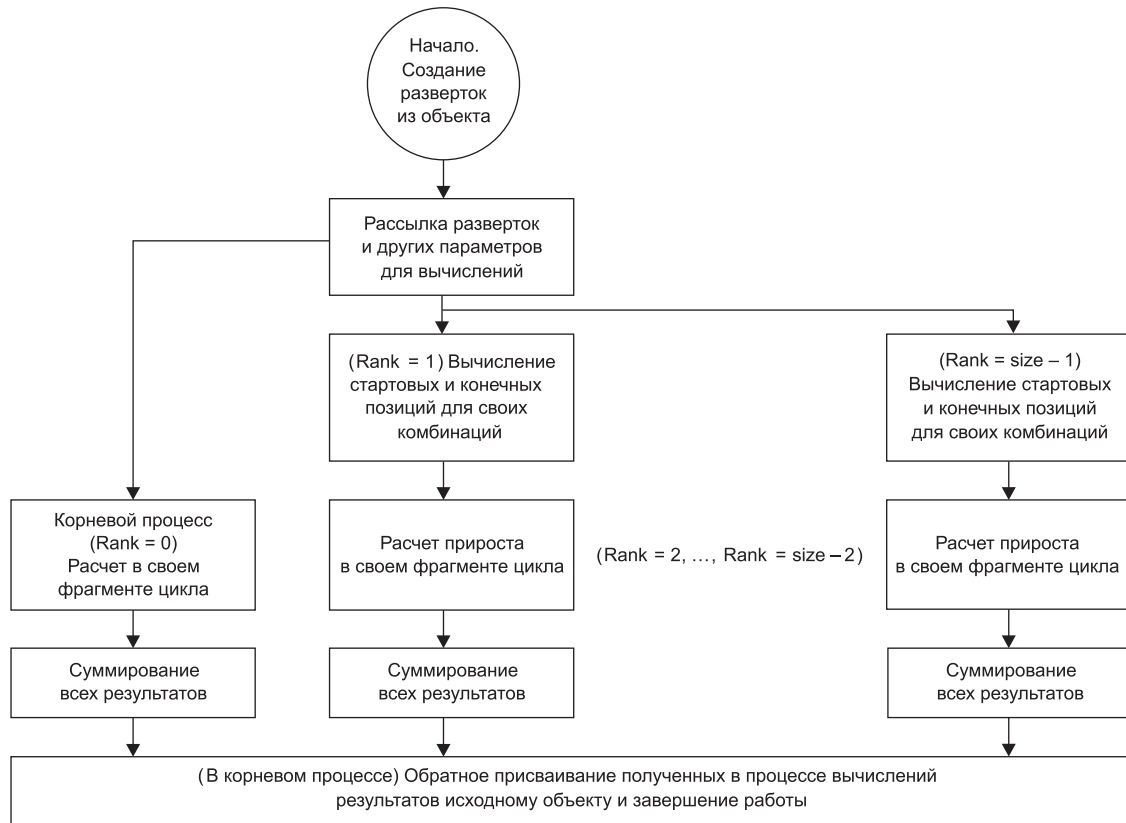 Начало.
Создание
разверток
из объекта
Рассылка разверток
и других параметров
для вычислений
(Rank = 1) Вычисление
стартовых и конечных
позиций для своих
комбинаций
(Rank = size – 1)
Вычисление стартовых
и конечных позиций
для своих комбинаций
Корневой процесс
(Rank = 0)
Расчет в своем
фрагменте цикла
Расчет прироста
в своем фрагменте цикла
(Rank = 2, …, Rank = size – 2)
Расчет прироста
в своем фрагменте цикла
Суммирование
всех результатов
Суммирование
всех результатов
Суммирование
всех результатов
(В корневом процессе) Обратное присваивание полученных в процессе вычислений
результатов исходному объекту и завершение работы